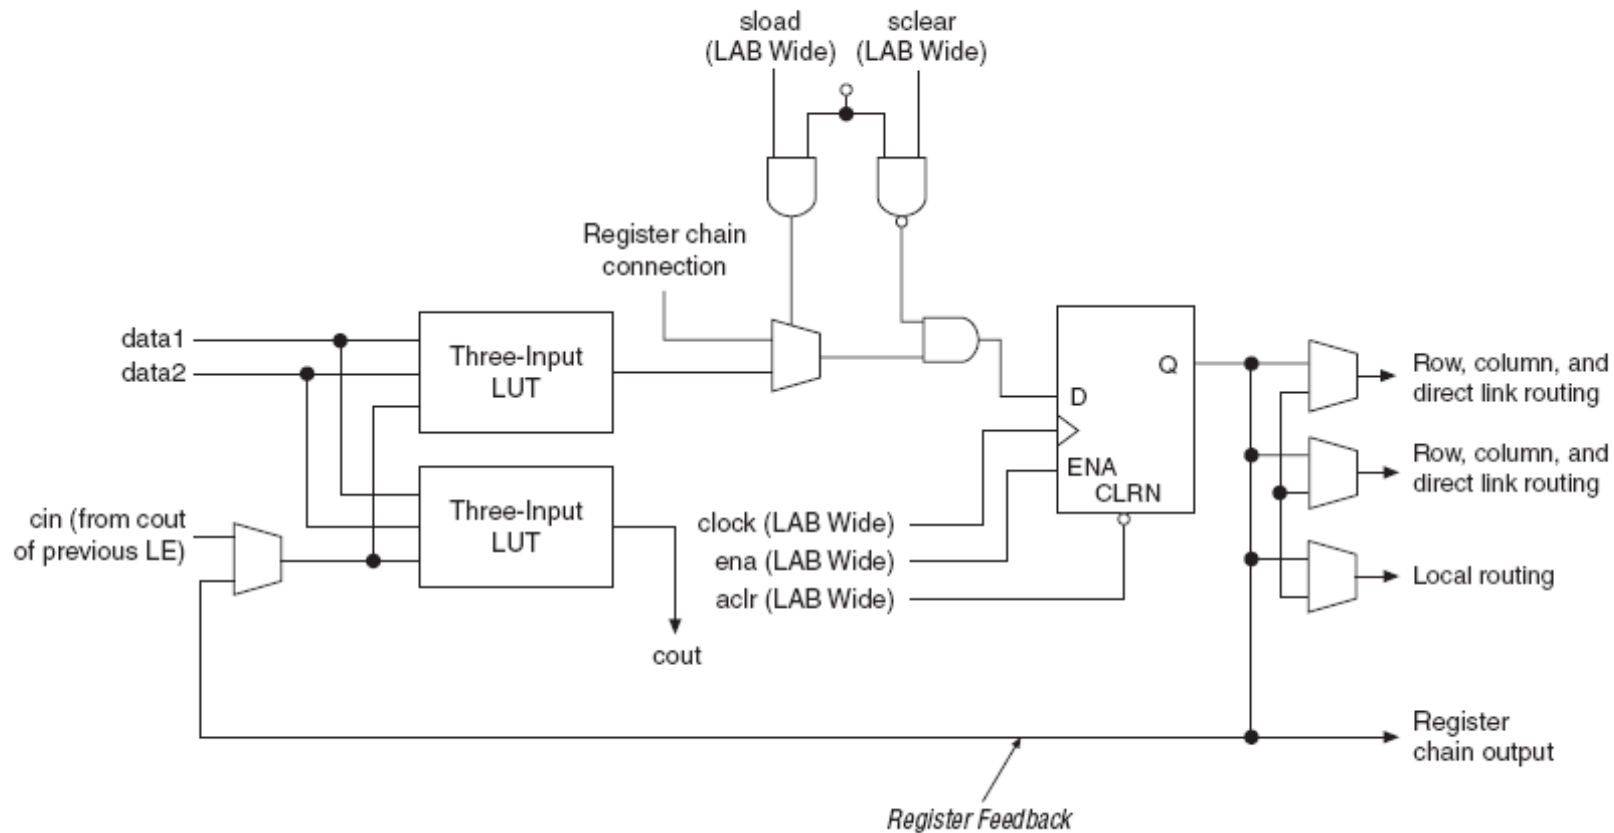 sload
(LAB Wide)
sclear
(LAB Wide)
Register chain
connection
data1
data2
Three-Input
LUT
Three-Input
LUT
cin (from cout
of previous LE)
cout
D
Q
ENA
CLRN
clock (LAB Wide)
ena (LAB Wide)
aclr (LAB Wide)
Row, column, and
direct link routing
Row, column, and
direct link routing
Local routing
Register
chain output
Register Feedback